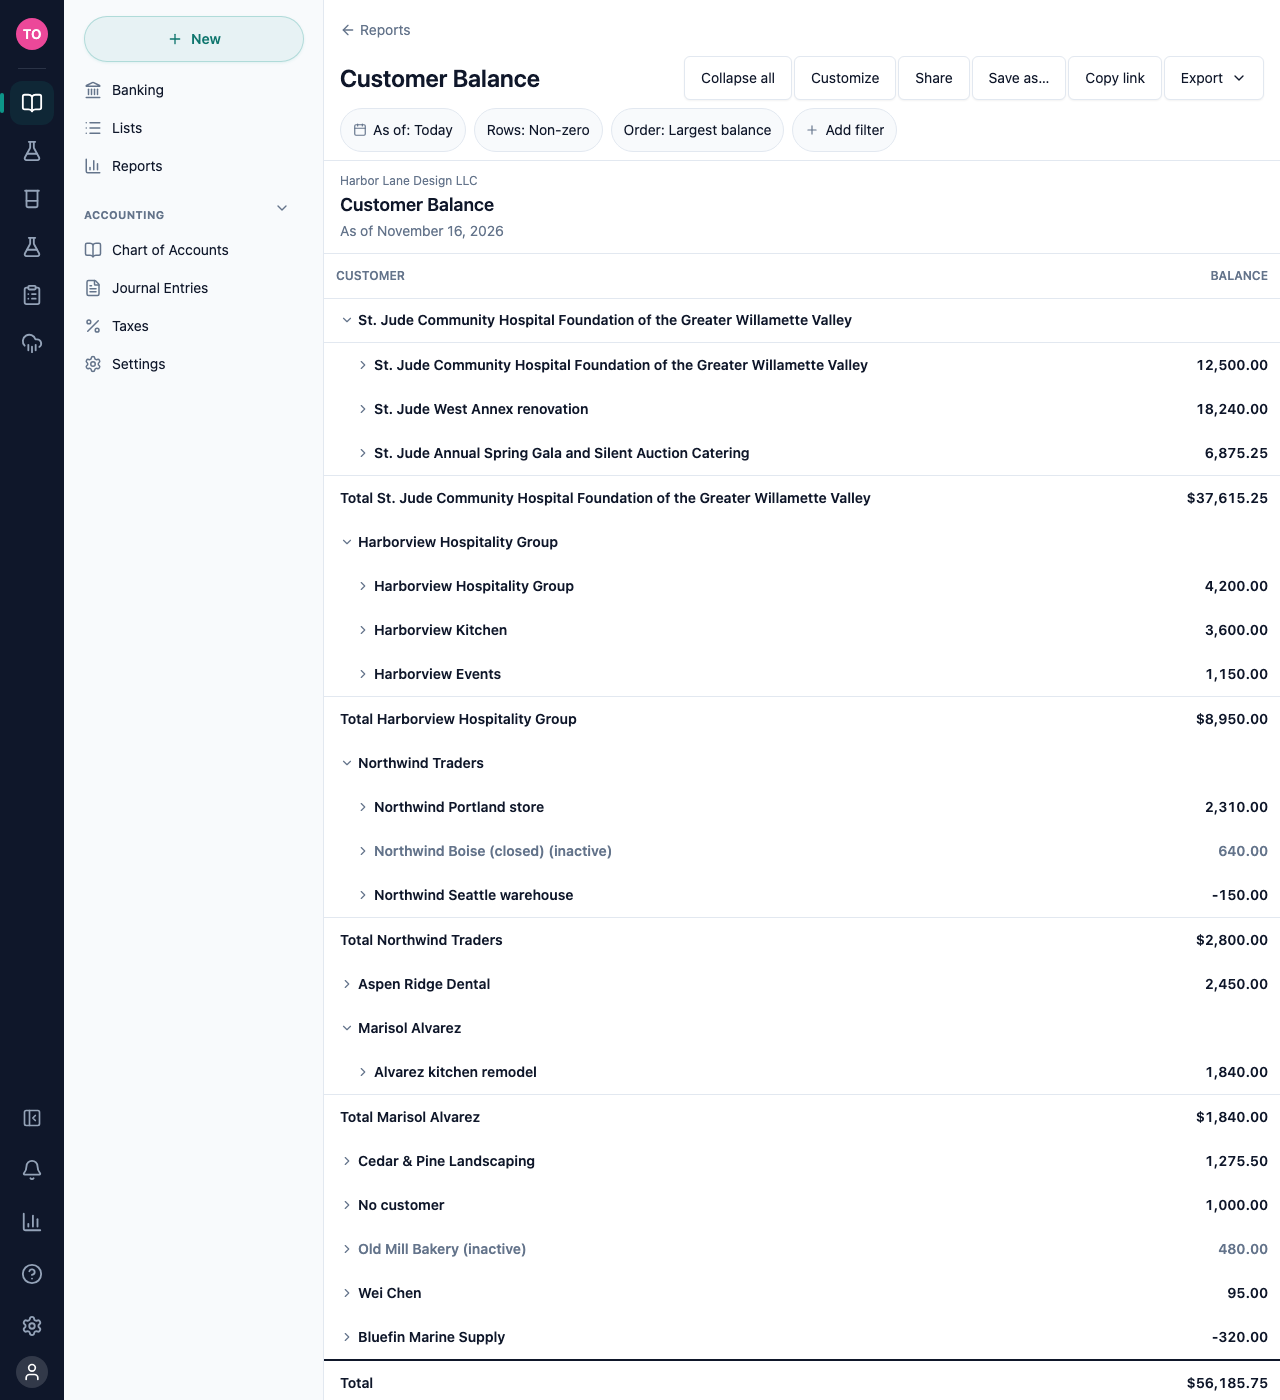 TO
New
Banking
Lists
Reports
ACCOUNTING
Chart of Accounts
Journal Entries
Taxes
Settings
Reports
Customer Balance
Collapse all
Customize
Share
Save as...
Copy link
Export
As of: Today
Rows: Non-zero
Order: Largest balance
Add filter
Harbor Lane Design LLC
Customer Balance
As of November 16, 2026
CUSTOMER BALANCE
St. Jude Community Hospital Foundation of the Greater Willamette Valley
St. Jude Community Hospital Foundation of the Greater Willamette Valley 12,500.00
St. Jude West Annex renovation 18,240.00
St. Jude Annual Spring Gala and Silent Auction Catering 6,875.25
Total St. Jude Community Hospital Foundation of the Greater Willamette Valley $37,615.25
Harborview Hospitality Group
Harborview Hospitality Group 4,200.00
Harborview Kitchen 3,600.00
Harborview Events 1,150.00
Total Harborview Hospitality Group $8,950.00
Northwind Traders
Northwind Portland store 2,310.00
Northwind Boise (closed) (inactive) 640.00
Northwind Seattle warehouse -150.00
Total Northwind Traders $2,800.00
Aspen Ridge Dental 2,450.00
Marisol Alvarez
Alvarez kitchen remodel 1,840.00
Total Marisol Alvarez $1,840.00
Cedar & Pine Landscaping 1,275.50
No customer 1,000.00
Old Mill Bakery (inactive) 480.00
Wei Chen 95.00
Bluefin Marine Supply -320.00
Total $56,185.75